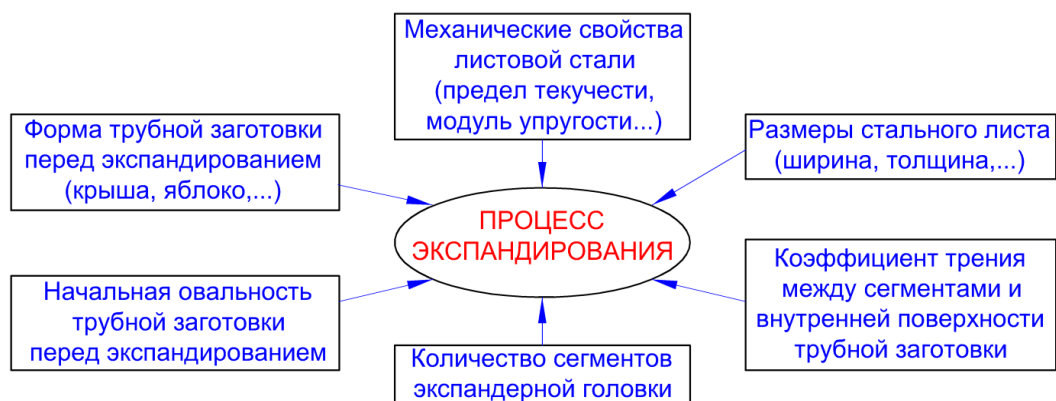 Механические свойства
листовой стали
(предел текучести,
модуль упругости...)
Форма трубной заготовки
перед экспандированием
(крыша, яблоко,...)
Размеры стального листа
(ширина, толщина,...)
ПРОЦЕСС
ЭКСПАНДИРОВАНИЯ
Начальная овальность
трубной заготовки
перед экспандированием
Количество сегментов
экспандерной головки
Коэффициент трения
между сегментами и
внутренней поверхности
трубной заготовки